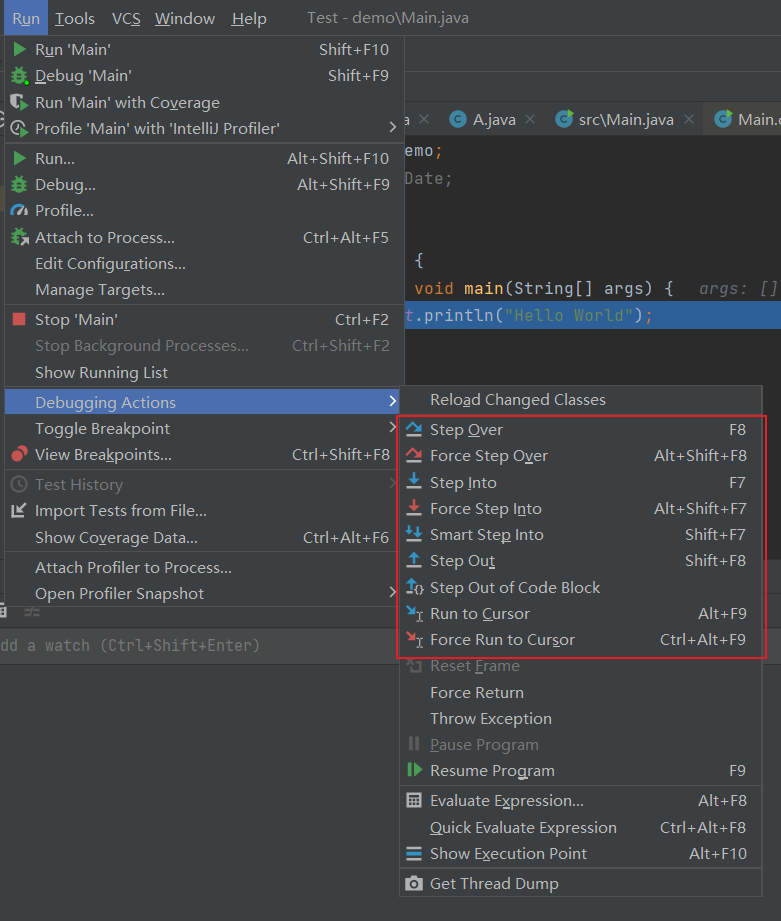 Run Tools VCS Window Help Test - demo\Main.java
Run 'Main' Shift+F10
Debug 'Main' Shift+F9
Run 'Main' with Coverage
Profile 'Main' with 'IntelliJ Profiler'
a A.java src\Main.java Main.
Run... Alt+Shift+F10
emo;
Debug... Alt+Shift+F9
Date;
Profile...
Attach to Process... Ctrl+Alt+F5
Edit Configurations...
{
Manage Targets...
void main(String[] args) { args: []
Stop 'Main' Ctrl+F2
t.println("Hello World");
Stop Background Processes... Ctrl+Shift+F2
Show Running List
Debugging Actions
Reload Changed Classes
Toggle Breakpoint
Step Over F8
View Breakpoints... Ctrl+Shift+F8
Force Step Over Alt+Shift+F8
Test History
Step Into F7
Import Tests from File...
Force Step Into Alt+Shift+F7
Show Coverage Data... Ctrl+Alt+F6
Smart Step Into Shift+F7
Attach Profiler to Process...
Step Out Shift+F8
Open Profiler Snapshot
Step Out of Code Block
Run to Cursor Alt+F9
Force Run to Cursor Ctrl+Alt+F9
dd a watch (Ctrl+Shift+Enter)
Reset Frame
Force Return
Throw Exception
Pause Program
Resume Program F9
Evaluate Expression... Alt+F8
Quick Evaluate Expression Ctrl+Alt+F8
Show Execution Point Alt+F10
Get Thread Dump